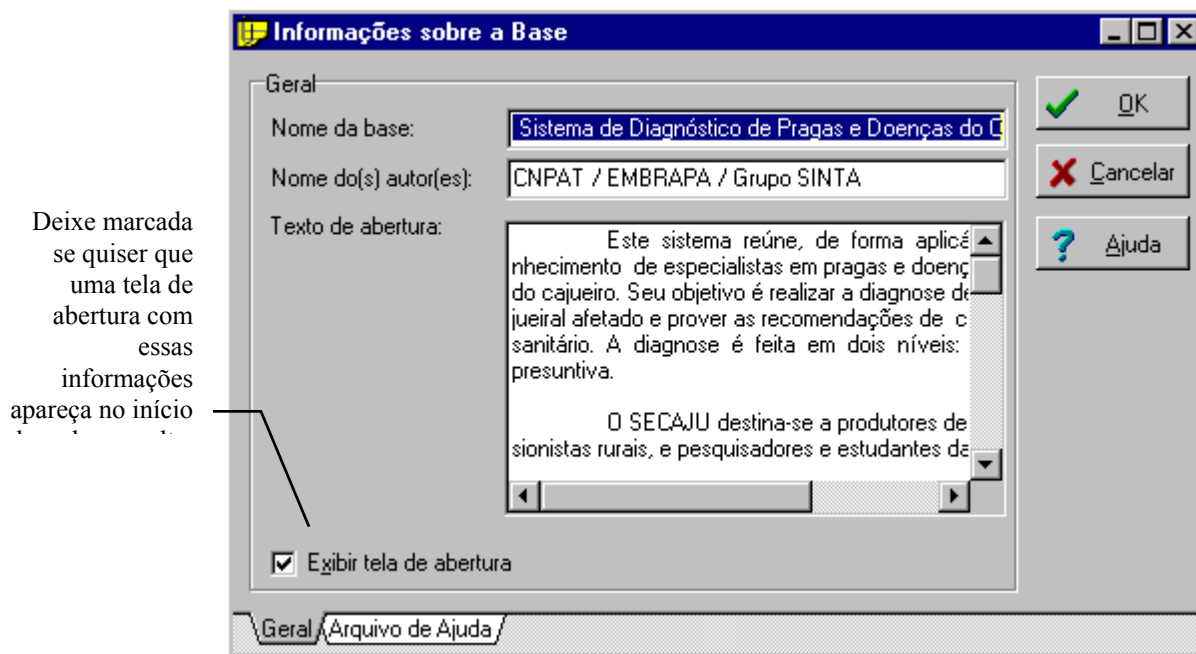 Informações sobre a Base
Geral
Nome da base:
Sistema de Diagnóstico de Pragas e Doenças do
OK
Nome do(s) autor(es):
CNPAT / EMBRAPA / Grupo SINTA
Cancelar
Texto de abertura:
Este sistema reúne, de forma aplicá
nhecimento de especialistas em pragas e doenç
do cajueiro. Seu objetivo é realizar a diagnose de
jueiral afetado e prover as recomendações de c
sanitário. A diagnose é feita em dois níveis:
presuntiva.
O SECAJU destina-se a produtores de
sionistas rurais, e pesquisadores e estudantes da
Ajuda
Deixe marcada
se quiser que
uma tela de
abertura com
essas
informações
apareça no início
Exibir tela de abertura
Geral
Arquivo de Ajuda